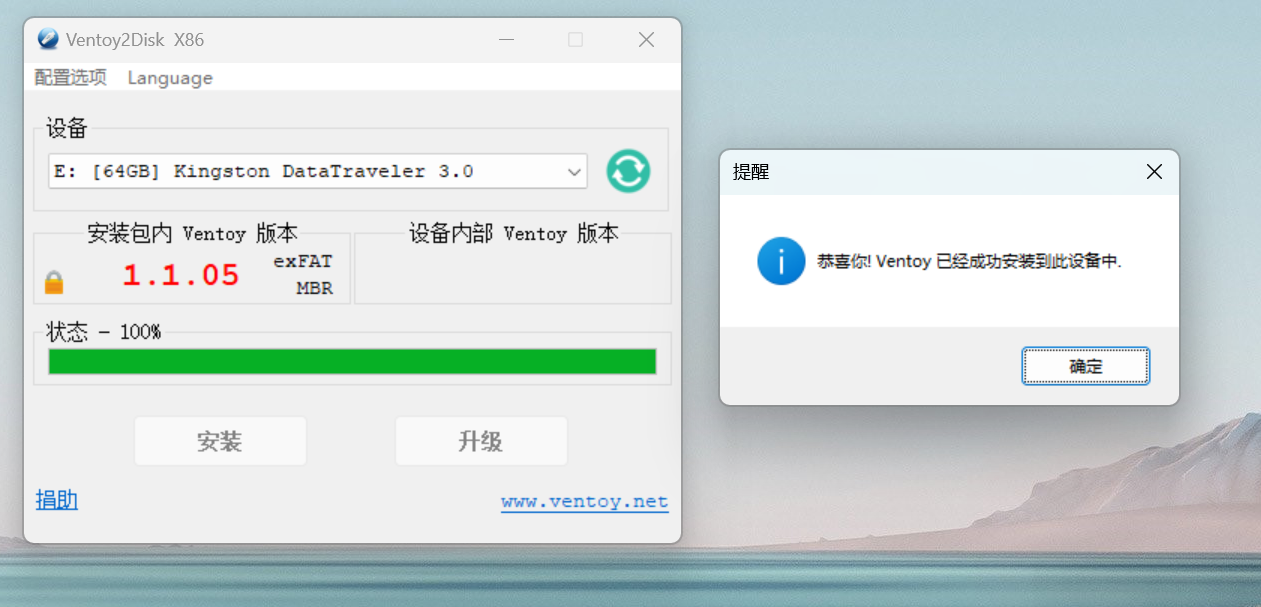 Ventoy2Disk X86
配置选项 Language
设备
E: [64GB] Kingston DataTraveler 3.0
安装包内 Ventoy 版本
设备内部 Ventoy 版本
1.1.05
exFAT
MBR
状态 - 100%
安装
升级
捐助
www.ventoy.net
提醒
恭喜你! Ventoy 已经成功安装到此设备中.
确定